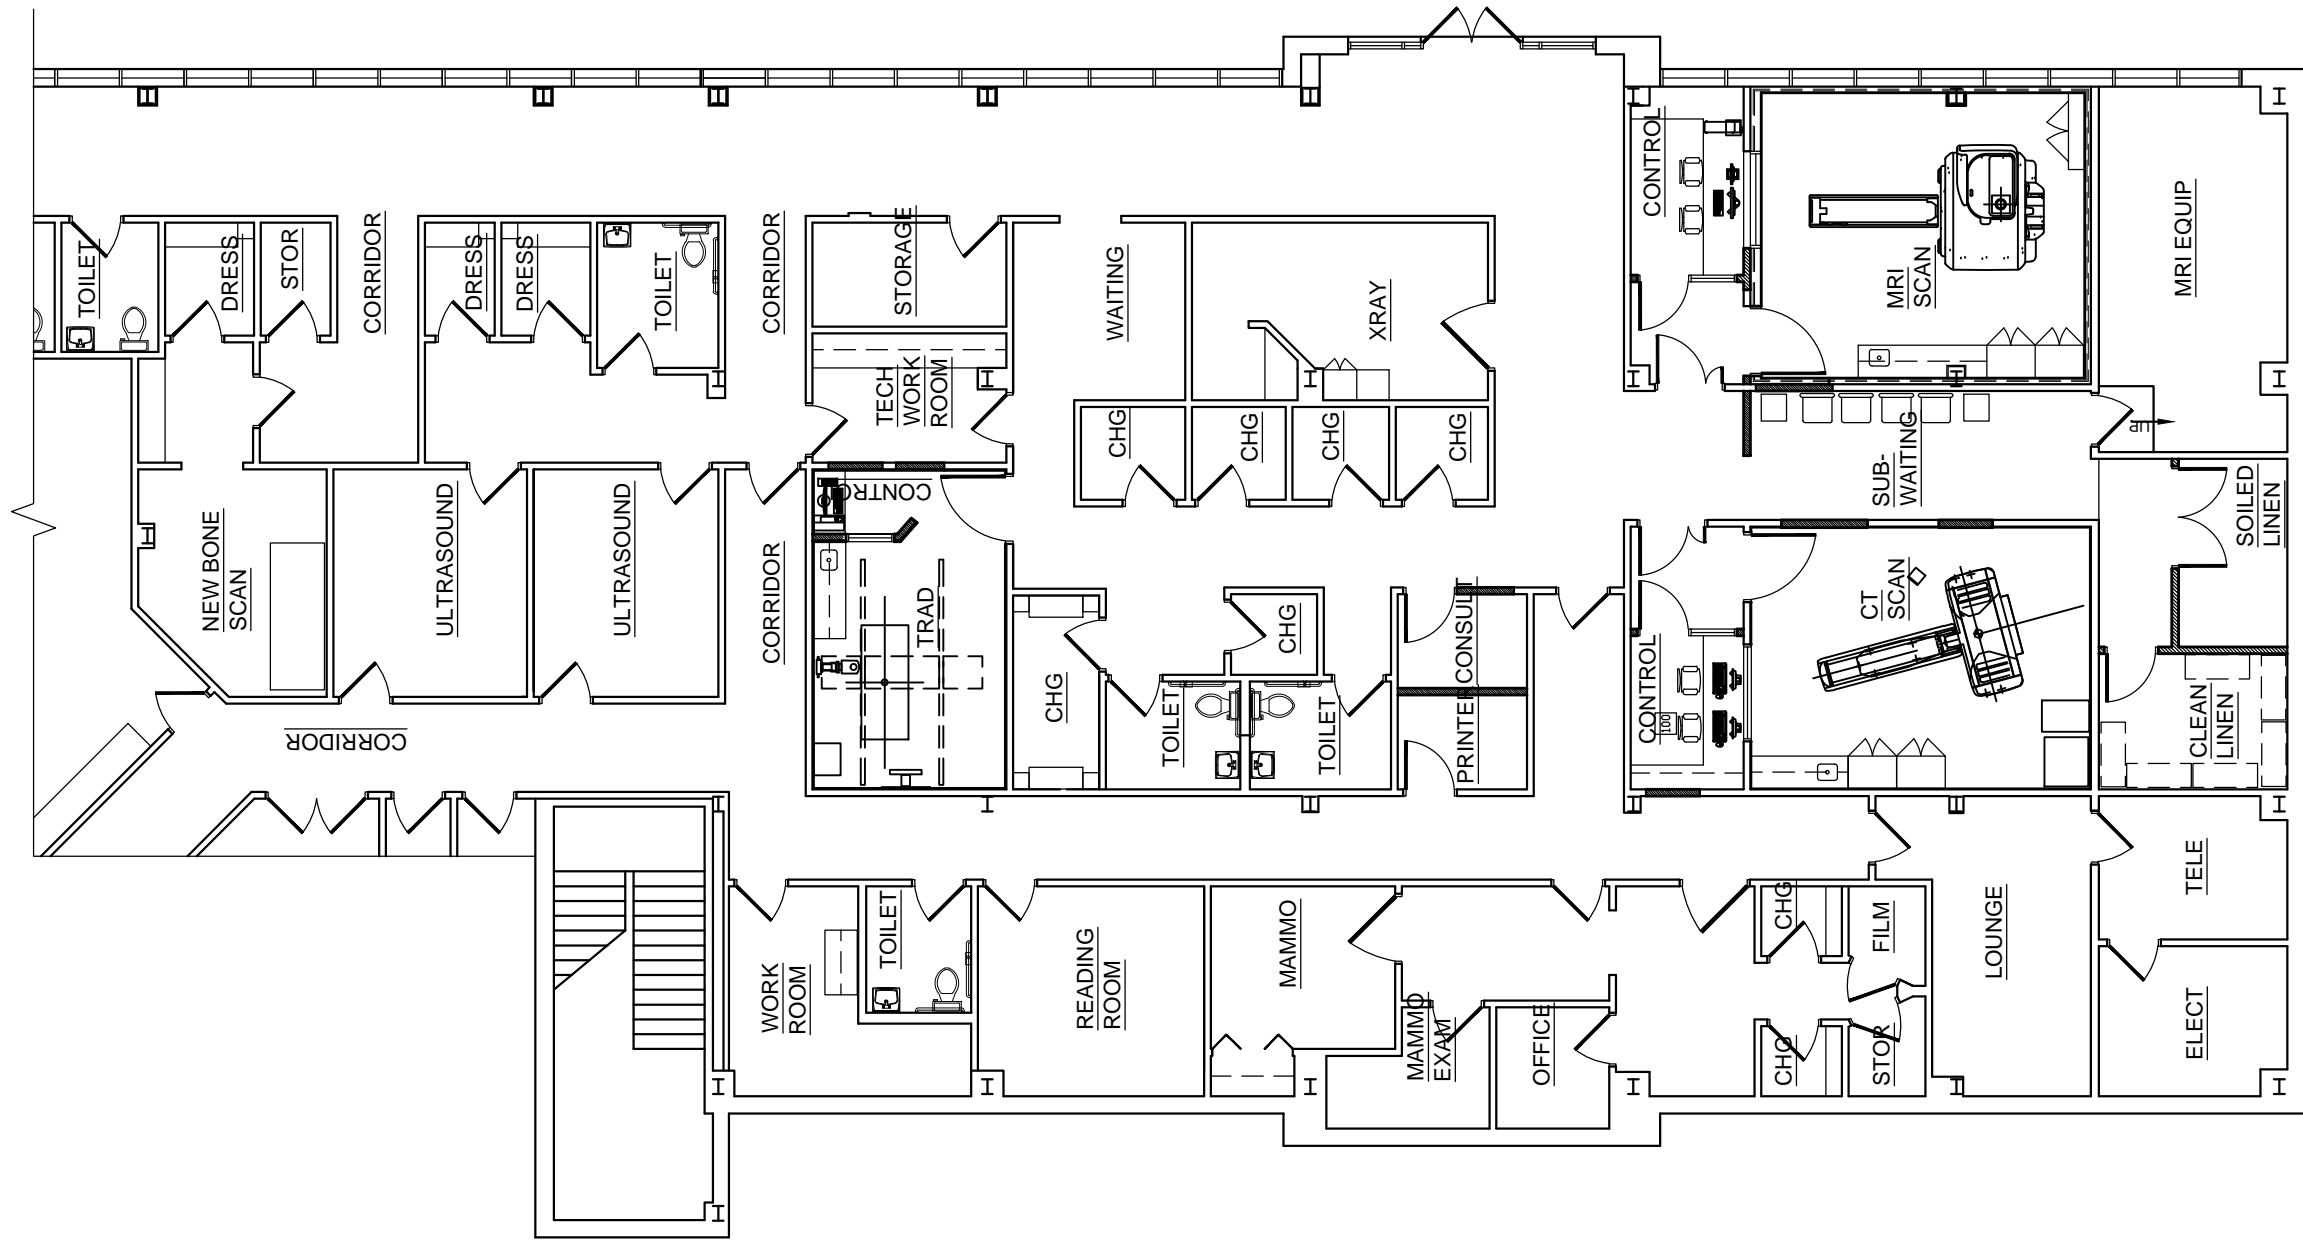 TOILET
DRESS
STOR
CORRIDOR
DRESS
DRESS
TOILET
CORRIDOR
STORAGE
WAITING
XRAY
CONTROL
MRI
SCAN
MRI EQUIP
TECH
WORK
ROOM
CHG
CHG
CHG
CHG
SUB-
WAITING
UP
SOILED
LINEN
NEW BONE
SCAN
ULTRASOUND
ULTRASOUND
CORRIDOR
CONTRO
TRAD
CHG
CHG
CONSULT
PRINTER
TOILET
TOILET
CONTROL
100
CT
SCAN
CLEAN
LINEN
CORRIDOR
WORK
ROOM
TOILET
READING
ROOM
MAMMO
MAMMO
EXAM
OFFICE
CHG
FILM
CHG
STOR
LOUNGE
TELE
ELECT